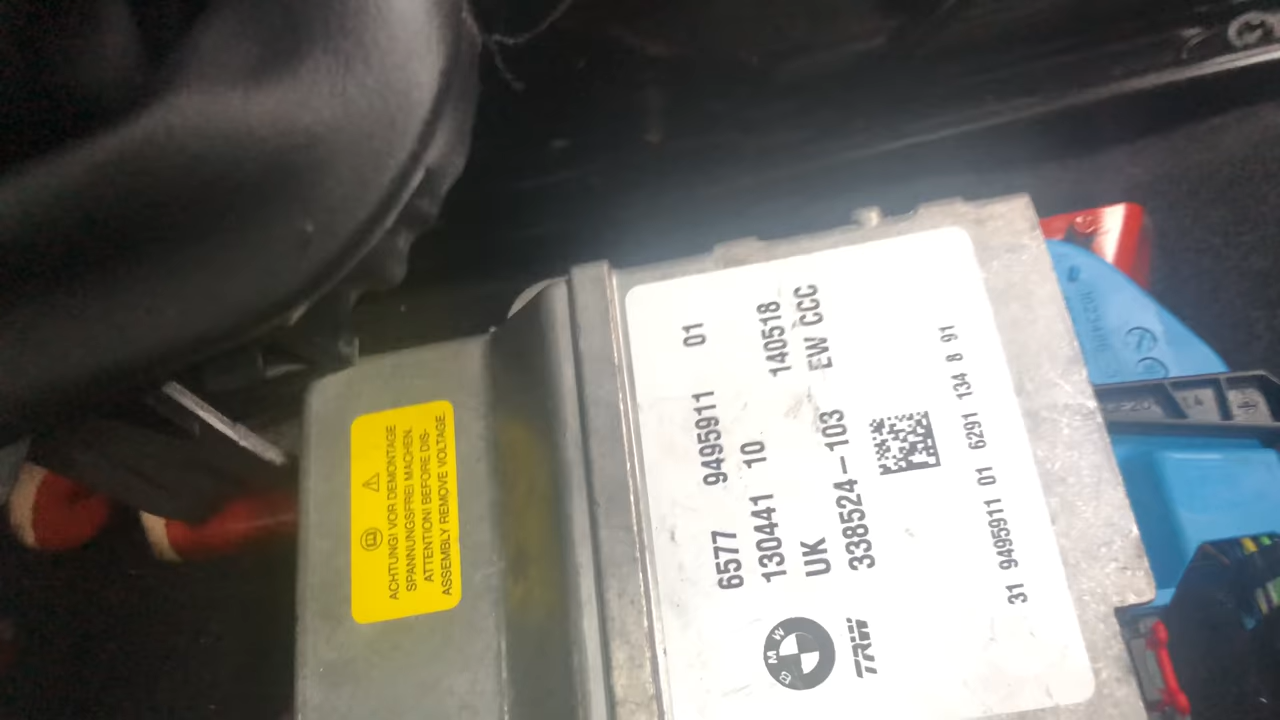 ACHTUNG! VOR DEMONTAGE
SPANNUNGSFREI MACHEN.
ATTENTION! BEFORE DIS-
ASSEMBLY REMOVE VOLTAGE
6577 9495911 01
130441 10 140518
UK EW CCC
338524-103
BMW
TRW
31 9495911 01 6291 134 8 91